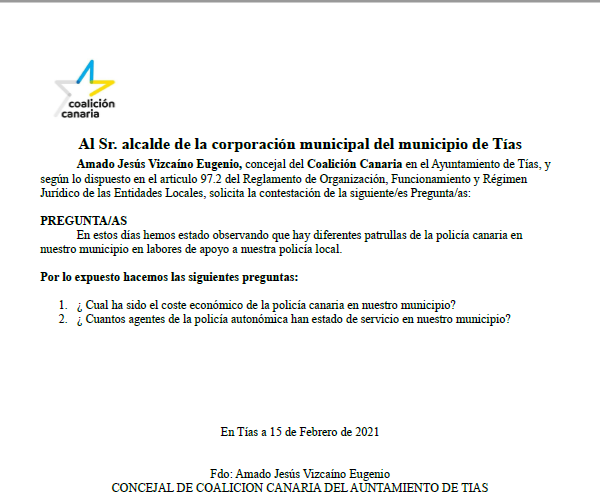 coalición
canaria
Al Sr. alcalde de la corporación municipal del municipio de Tías
Amado Jesús Vizcaíno Eugenio, concejal del Coalición Canaria en el Ayuntamiento de Tías, y
según lo dispuesto en el articulo 97.2 del Reglamento de Organización, Funcionamiento y Régimen
Jurídico de las Entidades Locales, solicita la contestación de la siguiente/es Pregunta/as:
PREGUNTA/AS
En estos días hemos estado observando que hay diferentes patrullas de la policía canaria en
nuestro municipio en labores de apoyo a nuestra policía local.
Por lo expuesto hacemos las siguientes preguntas:
1. ¿ Cual ha sido el coste económico de la policía canaria en nuestro municipio?
2. ¿ Cuantos agentes de la policía autonómica han estado de servicio en nuestro municipio?
En Tías a 15 de Febrero de 2021
Fdo: Amado Jesús Vizcaíno Eugenio
CONCEJAL DE COALICION CANARIA DEL AUNTAMIENTO DE TIAS